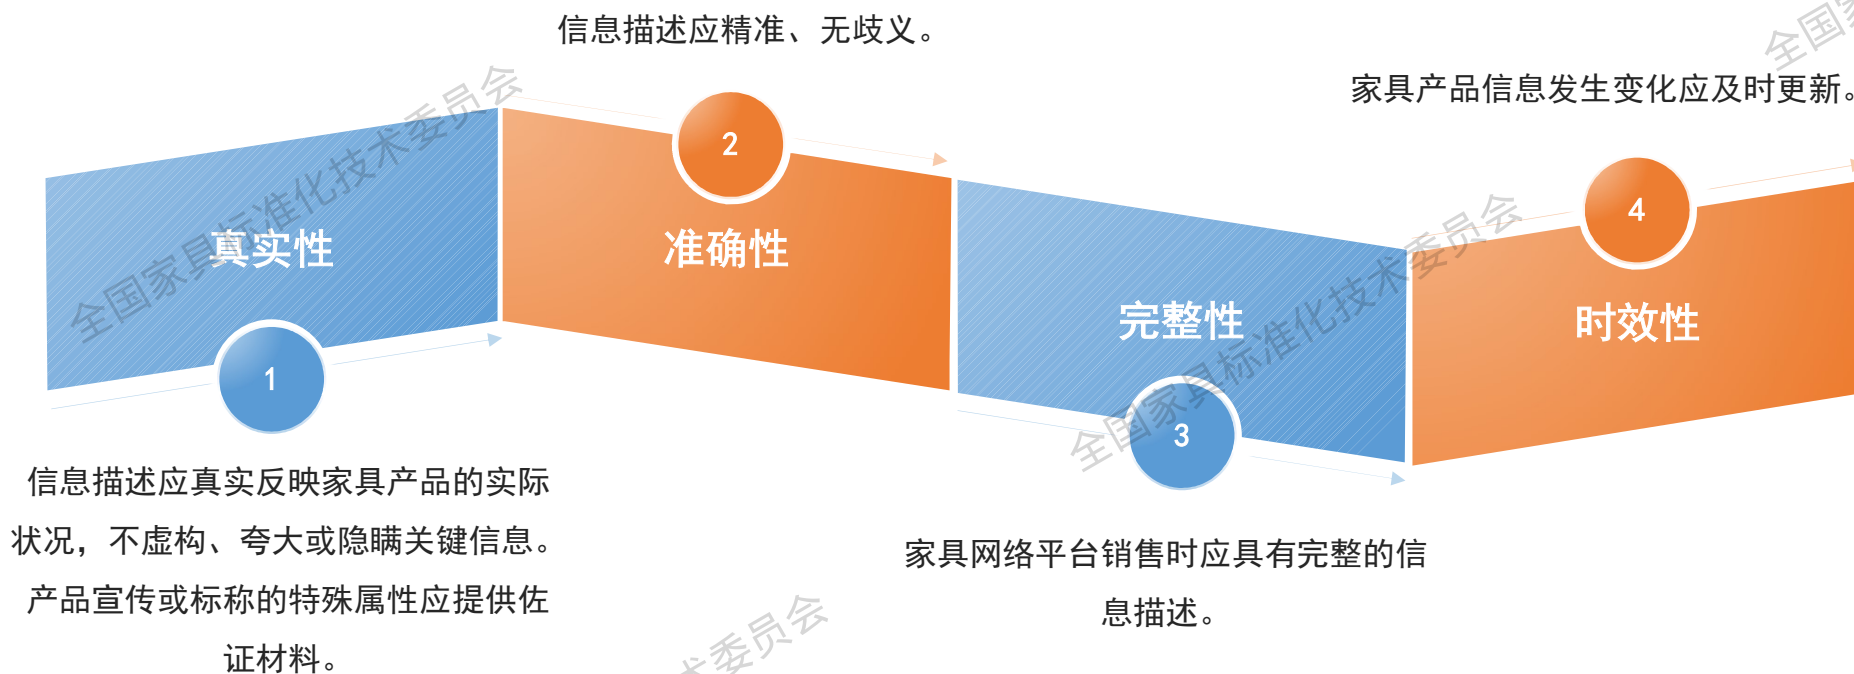 信息描述应精准、无歧义。
家具产品信息发生变化应及时更新。
2
4
真实性
准确性
完整性
时效性
1
3
信息描述应真实反映家具产品的实际
状况，不虚构、夸大或隐瞒关键信息。
产品宣传或标称的特殊属性应提供佐
证材料。
家具网络平台销售时应具有完整的信
息描述。
全国家具标准化技术委员会
全国家具标准化技术委员会
术委员会
全国家